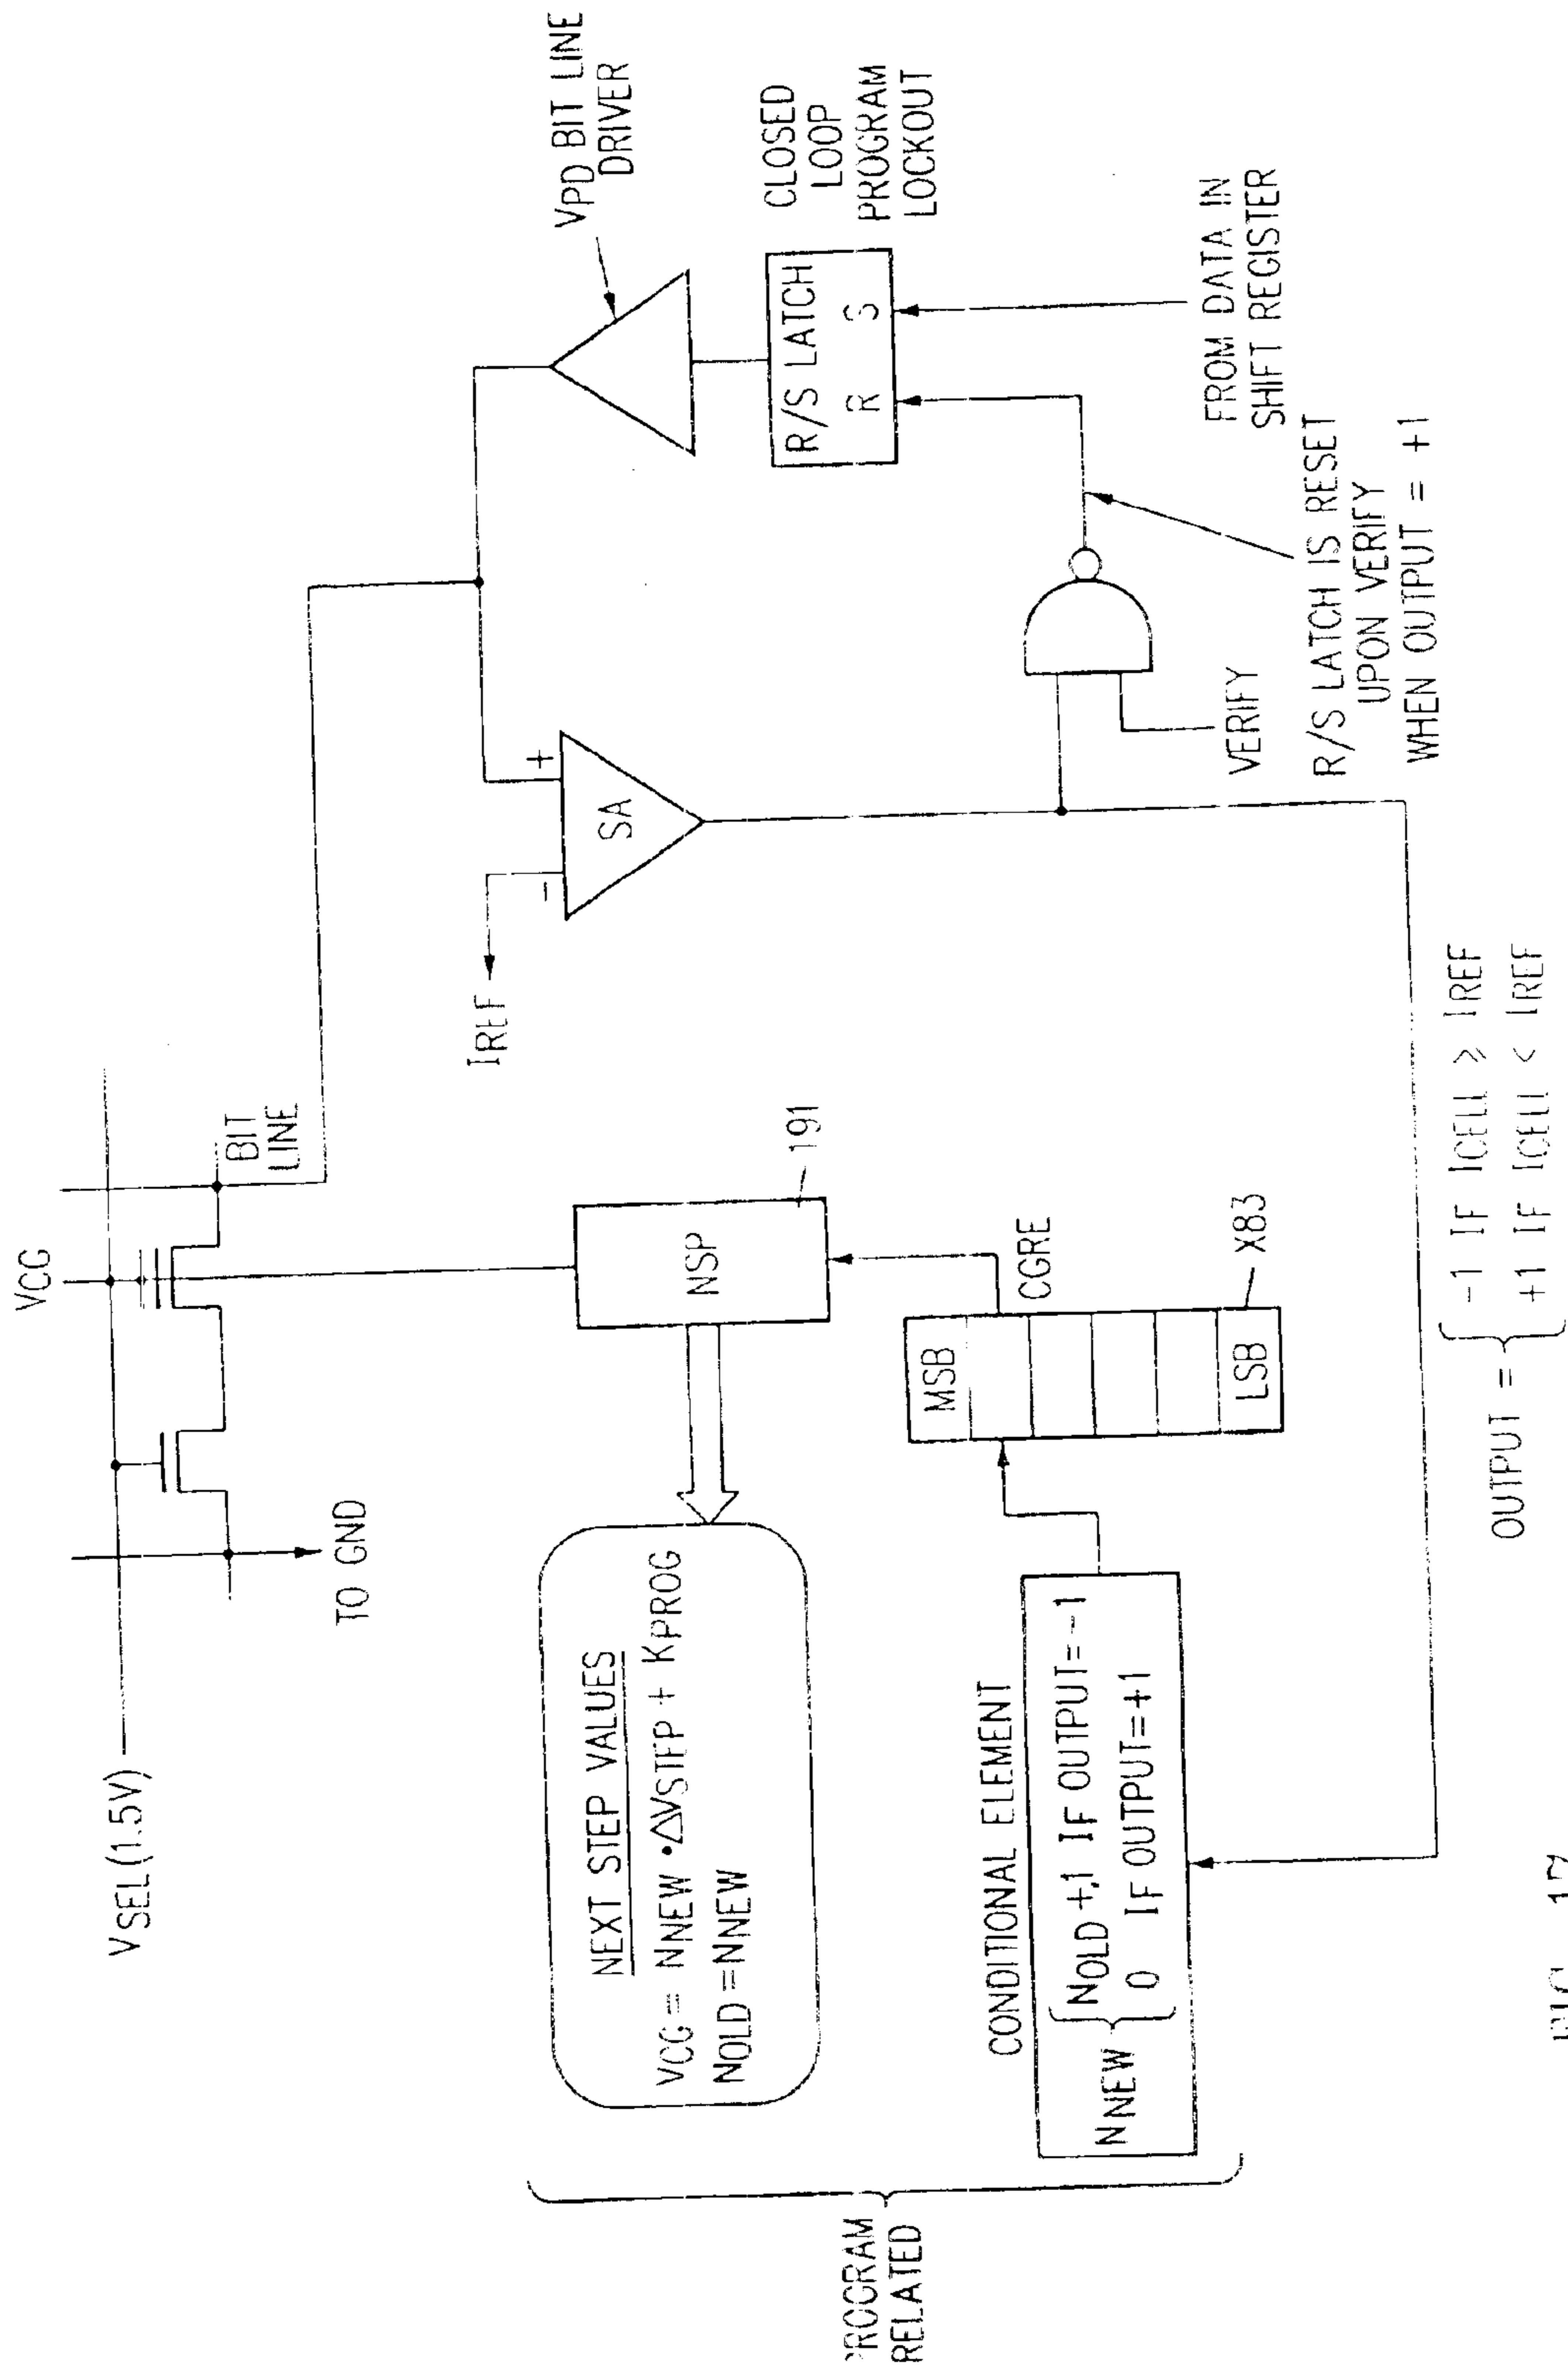 VSEL(1.5V)
VCG
TO GND
BIT
LINE
NEXT STEP VALUES
VCG = NNEW •ΔVSTEP + KPROG
NOLD = NNEW
NSP
191
IREF
-
+
SA
VPD BIT LINE
DRIVER
R/S LATCH
R S
CLOSED
LOOP
PROGRAM
LOCKOUT
PROGRAM
RELATED
CONDITIONAL ELEMENT
NNEW { NOLD +1 IF OUTPUT=-1
0 IF OUTPUT=+1
MSB
LSB
CGRE
X83
VERIFY
FROM DATA IN
SHIFT REGISTER
R/S LATCH IS RESET
UPON VERIFY
WHEN OUTPUT = +1
OUTPUT = { -1 IF ICELL ⩾ IREF
+1 IF ICELL < IREF